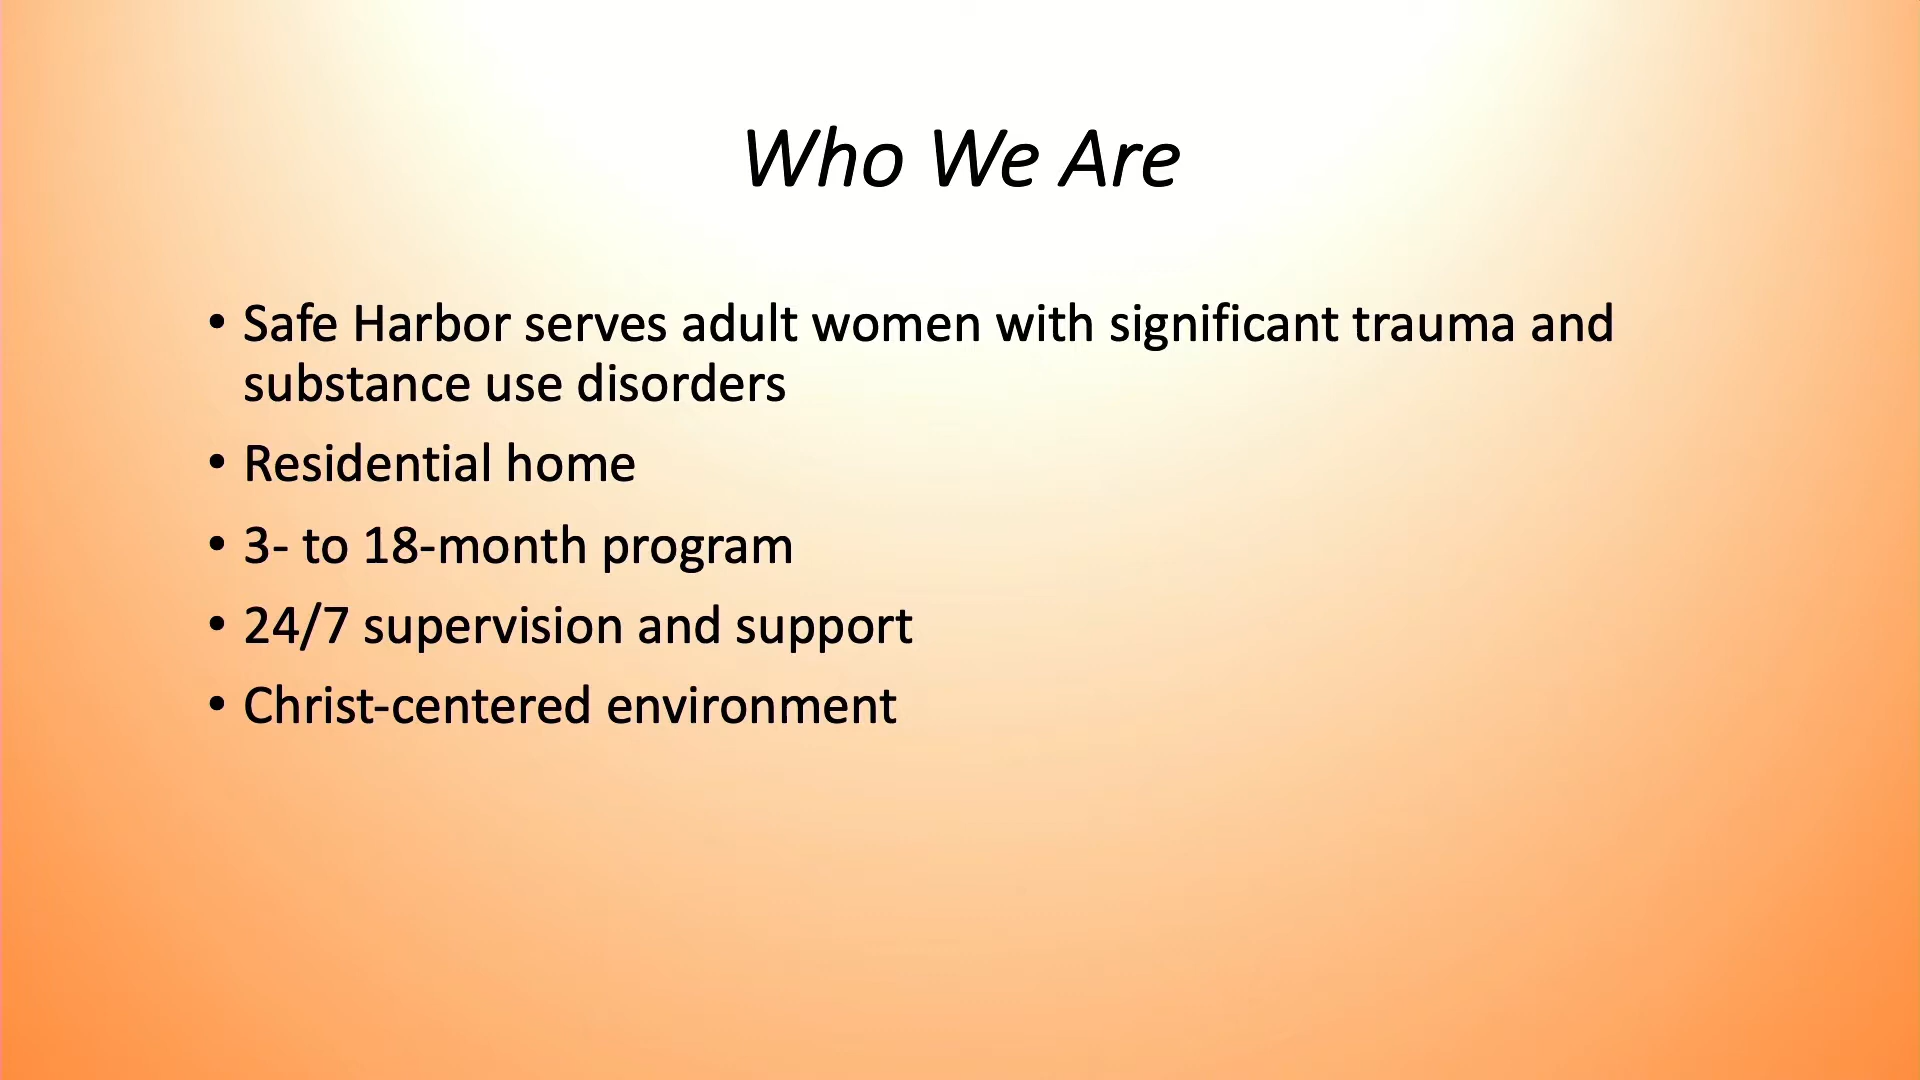 Who We Are
• Safe Harbor serves adult women with significant trauma and
substance use disorders
• Residential home
• 3- to 18-month program
• 24/7 supervision and support
• Christ-centered environment